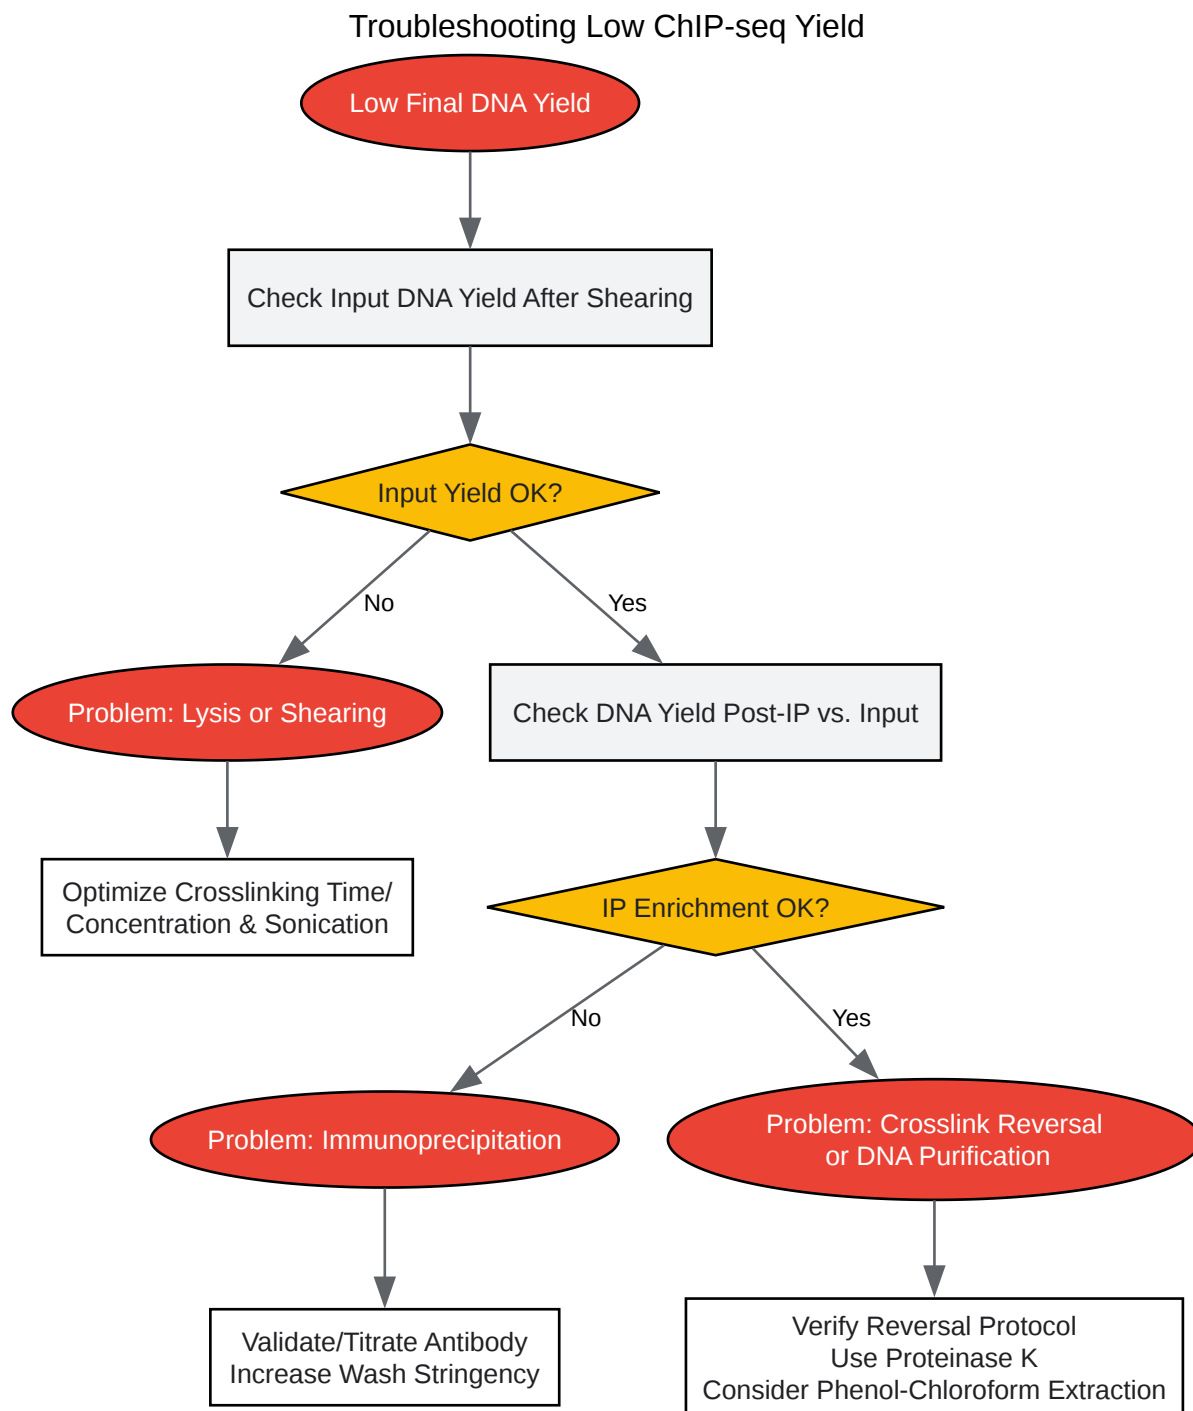 Troubleshooting Low ChIP-seq Yield
Low Final DNA Yield
Check Input DNA Yield After Shearing
Input Yield OK?
No
Yes
Problem: Lysis or Shearing
Check DNA Yield Post-IP vs. Input
Optimize Crosslinking Time/
Concentration & Sonication
IP Enrichment OK?
No
Yes
Problem: Immunoprecipitation
Problem: Crosslink Reversal
or DNA Purification
Validate/Titrate Antibody
Increase Wash Stringency
Verify Reversal Protocol
Use Proteinase K
Consider Phenol-Chloroform Extraction